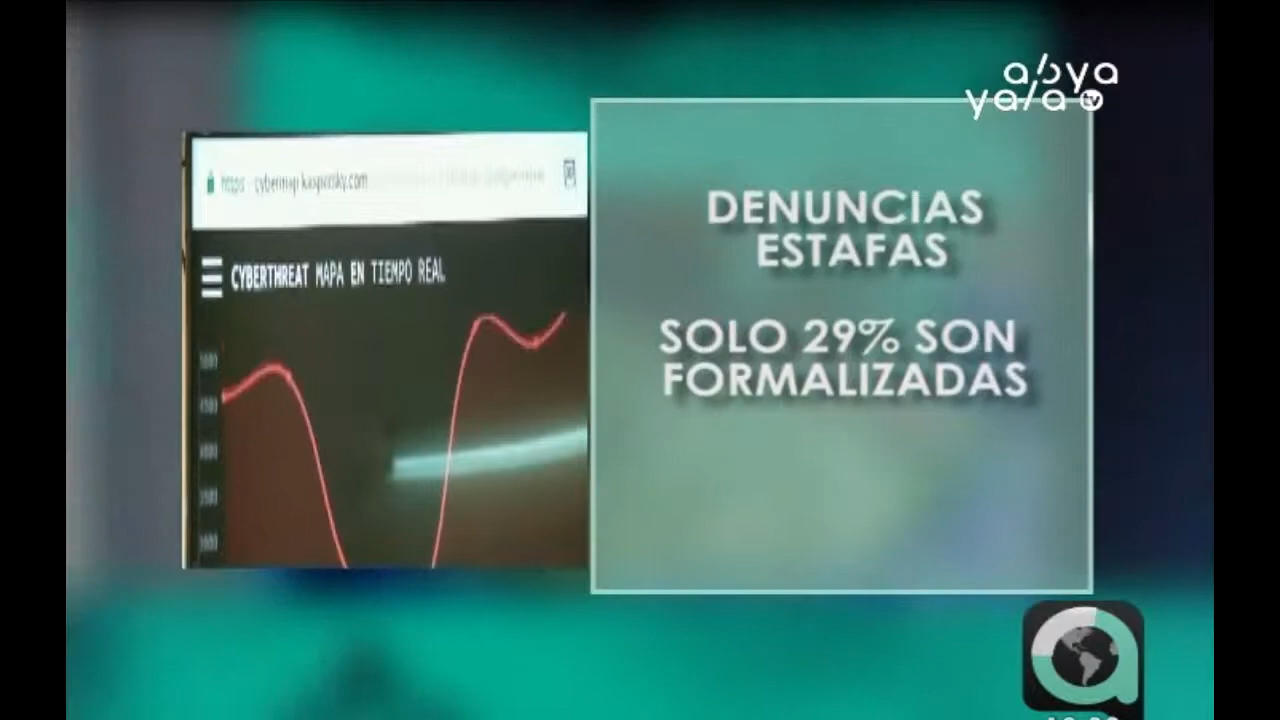 abya
yala tv
https cybermap.kaspersky.com
CYBERTHREAT MAPA EN TIEMPO REAL
DENUNCIAS
ESTAFAS
SOLO 29% SON
FORMALIZADAS